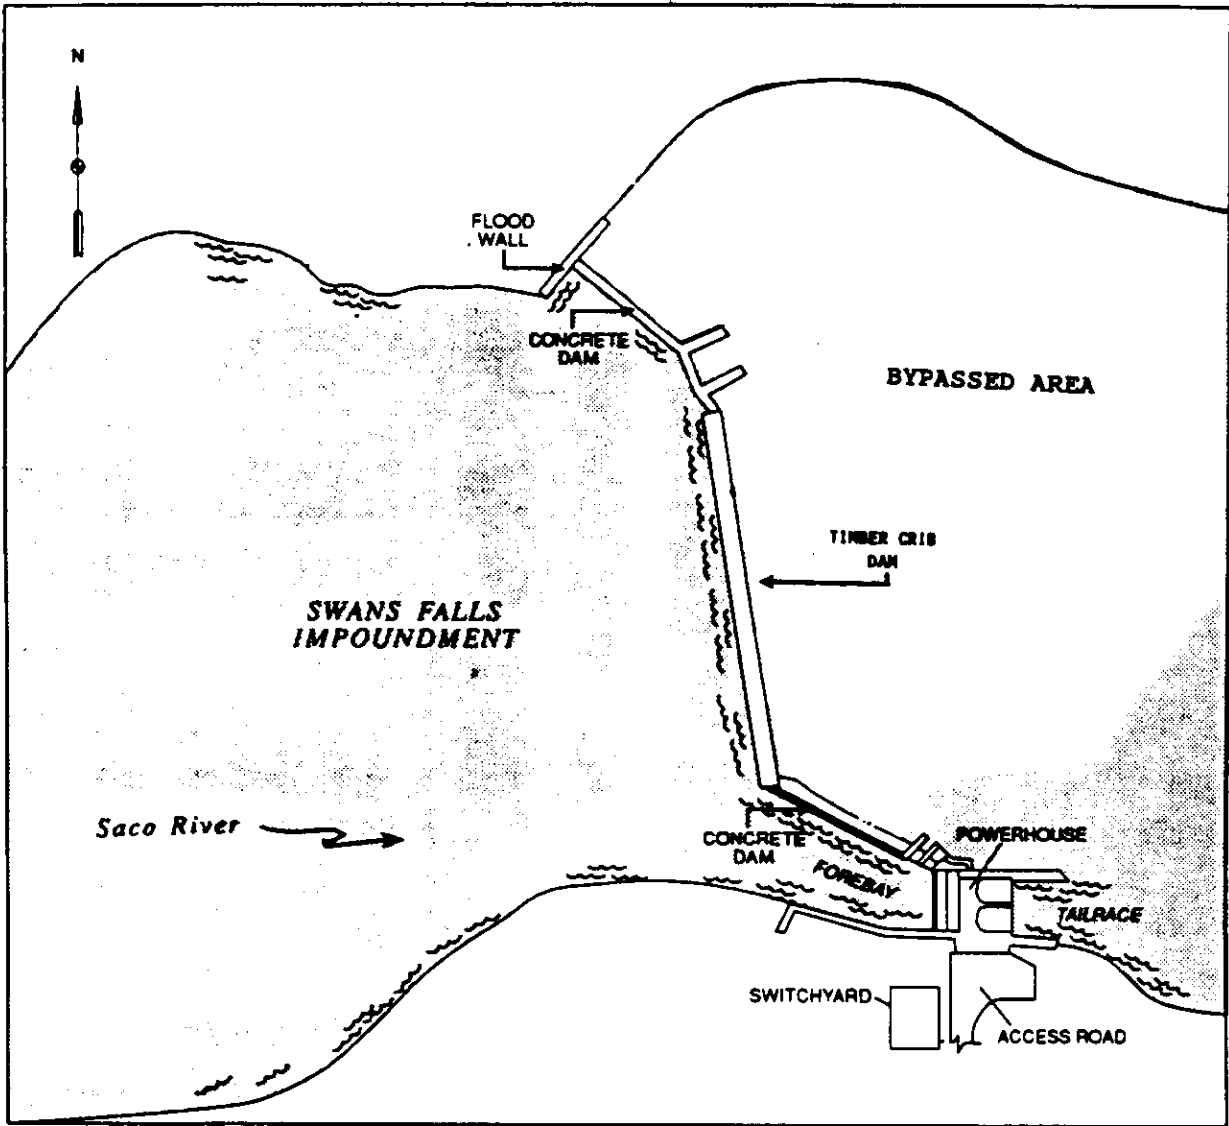 N
FLOOD
WALL
CONCRETE
DAM
BYPASSED AREA
TIMBER CRIB
DAM
SWANS FALLS
IMPOUNDMENT
Saco River
CONCRETE
DAM
POWERHOUSE
FOREBAY
TAILRACE
SWITCHYARD
ACCESS ROAD